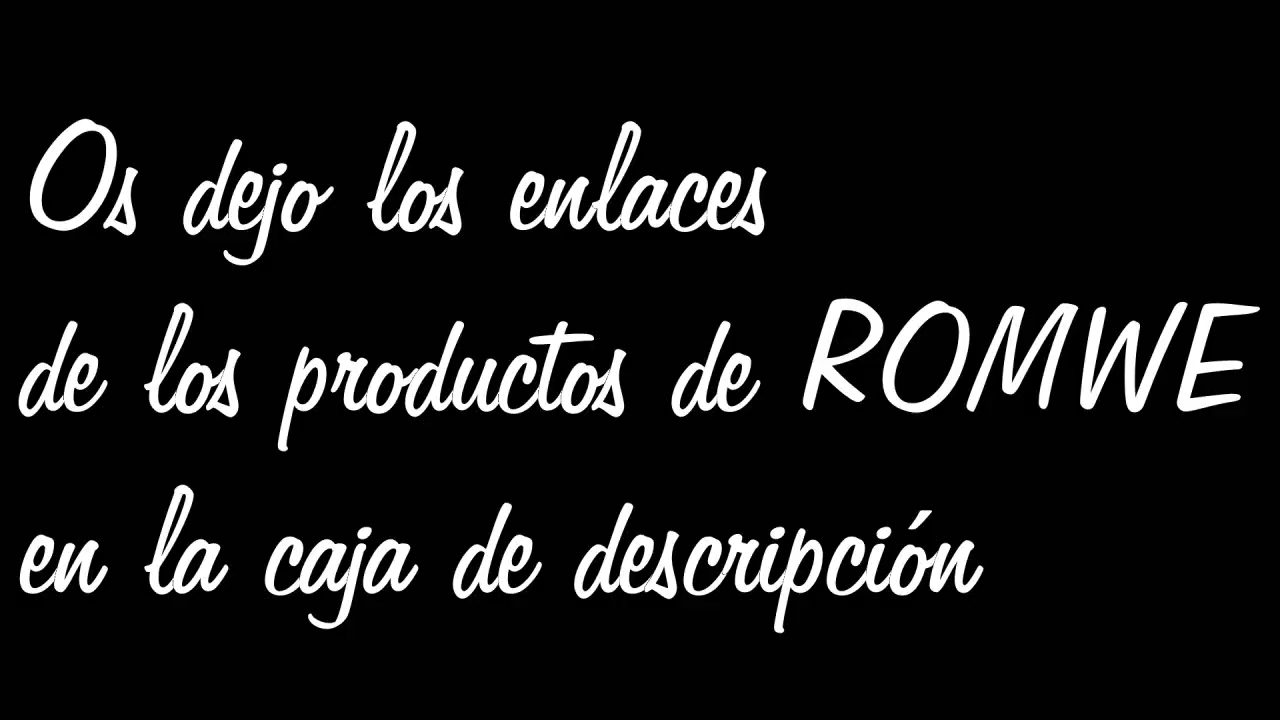 Os dejo los enlaces
de los productos de ROMWE
en la caja de descripción